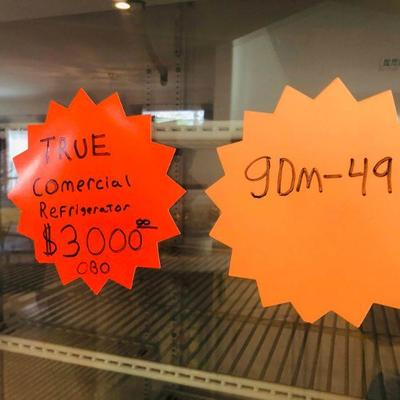 TRUE
Comercial
Refrigerator
$3000.00
OBO
gDm-49